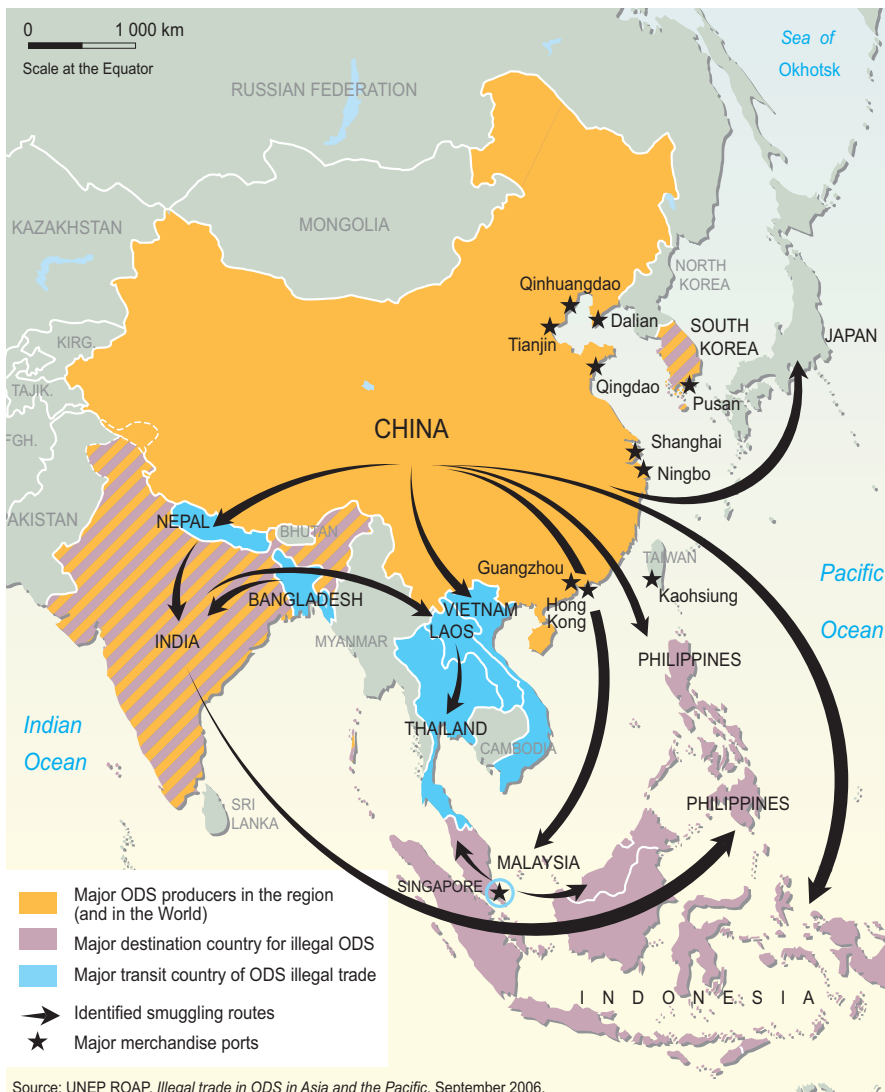 0 1 000 km
Scale at the Equator
Sea of
Okhotsk
RUSSIAN FEDERATION
KAZAKHSTAN
MONGOLIA
NORTH
KOREA
Qinhuangdao
Dalian
Tianjin
SOUTH
KOREA
JAPAN
KIRG.
TAJIK.
Qingdao
Pusan
FGH.
CHINA
Shanghai
Ningbo
PAKISTAN
NEPAL
BHUTAN
Guangzhou
TAIWAN
Pacific
Ocean
BANGLADESH
VIETNAM
Hong
Kong
Kaohsiung
LAOS
INDIA
MYANMAR
PHILIPPINES
Indian
Ocean
THAILAND
CAMBODIA
SRI
LANKA
PHILIPPINES
MALAYSIA
SINGAPORE
INDONESIA
Major ODS producers in the region
(and in the World)
Major destination country for illegal ODS
Major transit country of ODS illegal trade
Identified smuggling routes
Major merchandise ports
Source: UNEP ROAP, Illegal trade in ODS in Asia and the Pacific, September 2006.